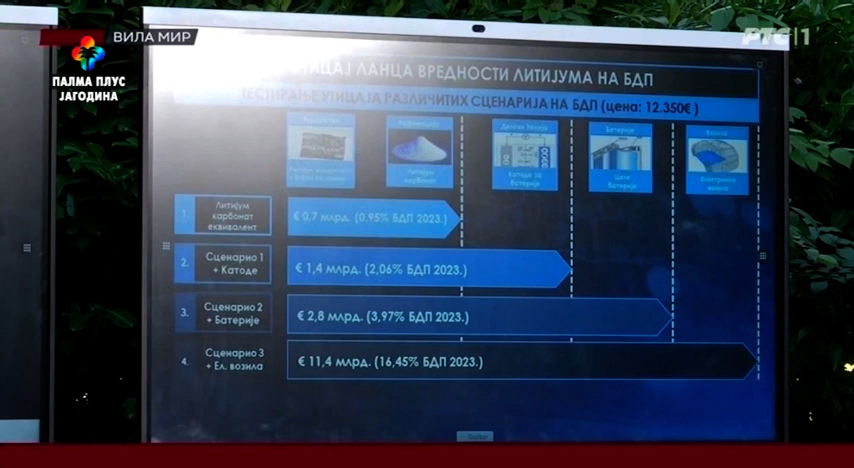 ВИЛА МИР
РТС|1
ПАЛМА ПЛУС
ЈАГОДИНА
ЛАНЦА ВРЕДНОСТИ ЛИТИЈУМА НА БДП
ТЕСТИРАЊЕ УТИЦАЈА РАЗЛИЧИТИХ СЦЕНАРИЈА НА БДП (цена: 12.350€ )
Батерије
Литијум
карбонат
Катоде за
батерије
Ћелије
батерије
Електрична
возила
1.
Литијум
карбонат
еквивалент
€ 0,7 млрд. (0,95% БДП 2023.)
2.
Сценарио 1
+ Катоде
€ 1,4 млрд. (2,06% БДП 2023.)
3.
Сценарио 2
+ Батерије
€ 2,8 млрд. (3,97% БДП 2023.)
4.
Сценарио 3
+ Ел. возила
€ 11,4 млрд. (16,45% БДП 2023.)